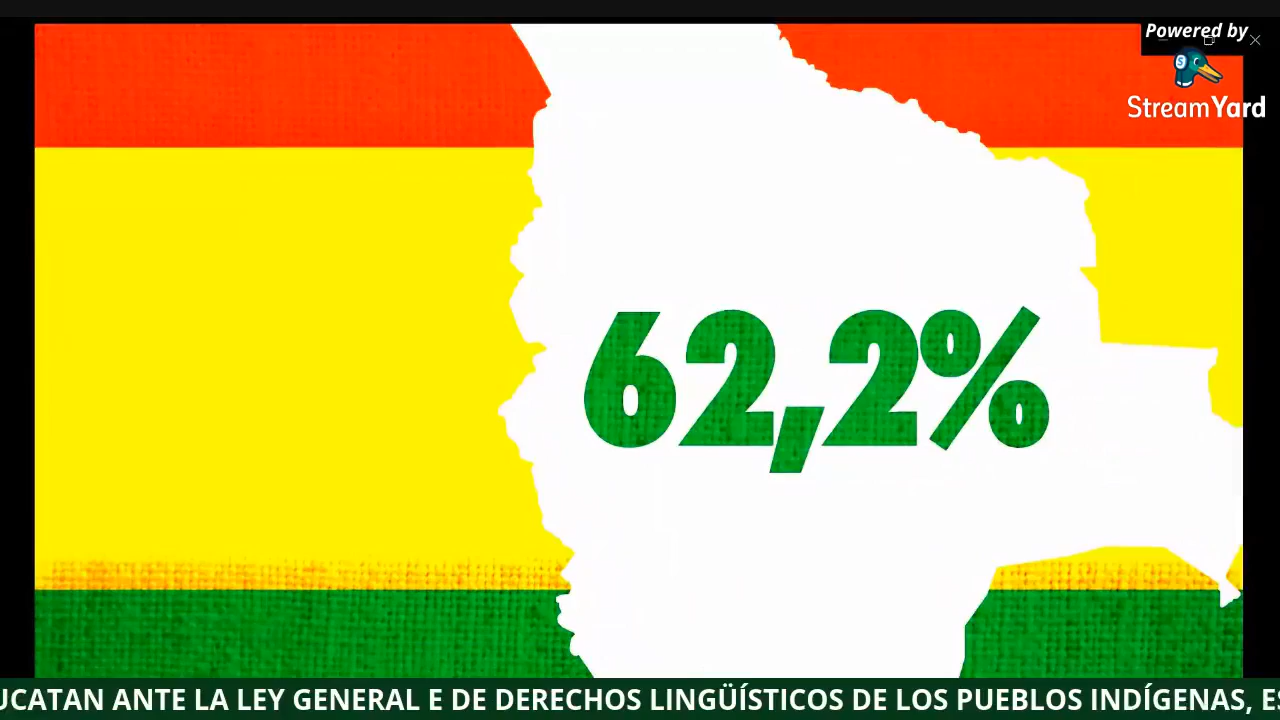 Powered by
StreamYard
62,2%
UCATAN ANTE LA LEY GENERAL E DE DERECHOS LINGÜÍSTICOS DE LOS PUEBLOS INDÍGENAS, ES